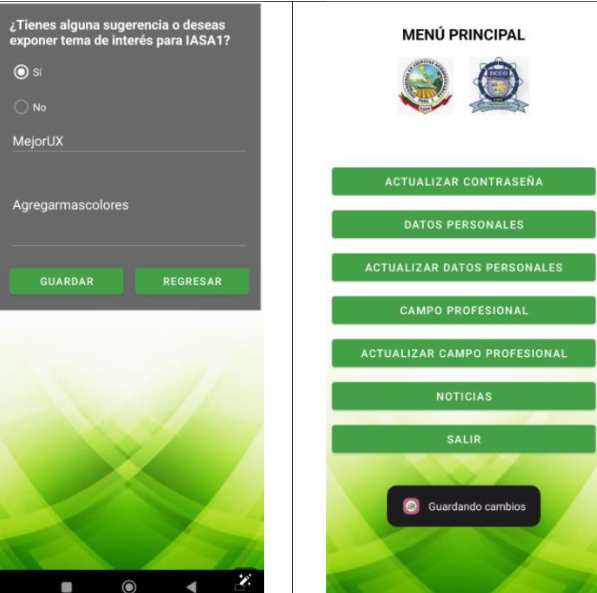 ¿Tienes alguna sugerencia o deseas
exponer tema de interés para IASA1?
Sí
No
MejorUX
Agregarmascolores
GUARDAR
REGRESAR
MENÚ PRINCIPAL
ACTUALIZAR CONTRASEÑA
DATOS PERSONALES
ACTUALIZAR DATOS PERSONALES
CAMPO PROFESIONAL
ACTUALIZAR CAMPO PROFESIONAL
NOTICIAS
SALIR
Guardando cambios